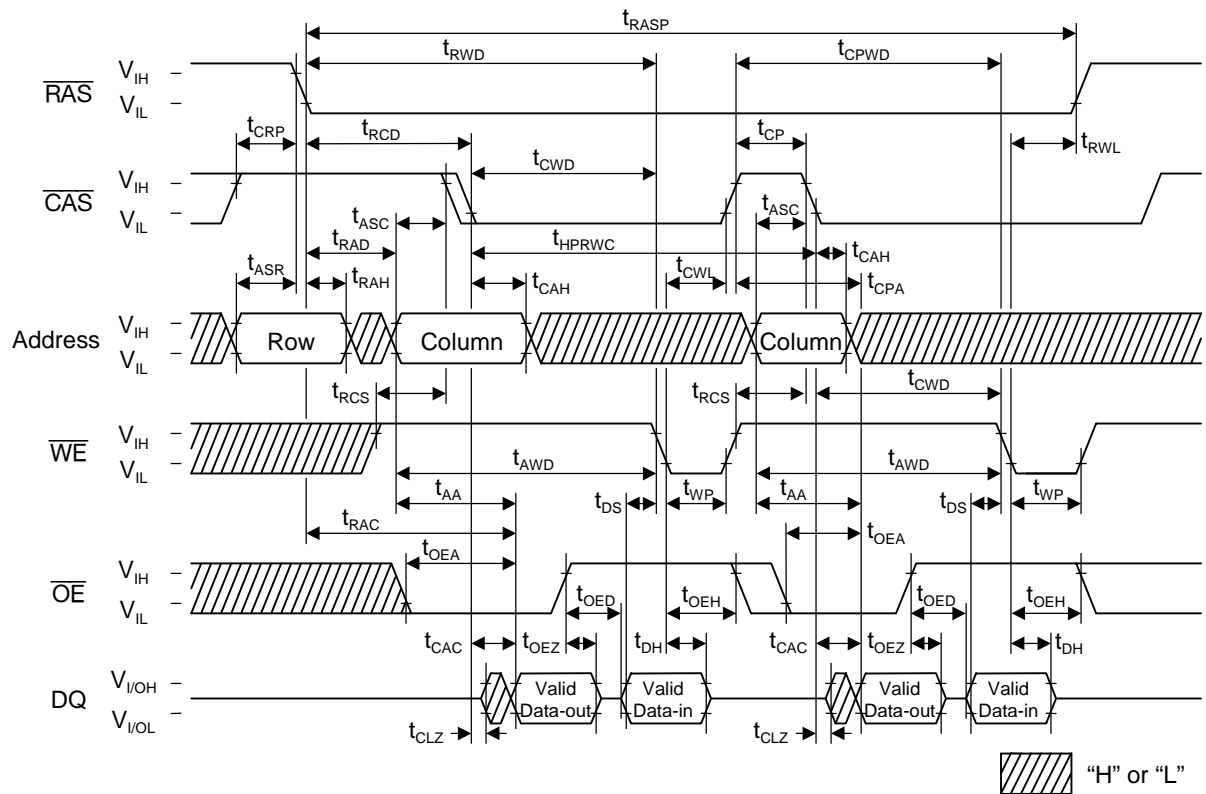 tRASP
tRWD tCPWD
RAS VIH
VIL
tCRP tRCD tCP tRWL
tCWD
CAS VIH
VIL
tASC tASC
tRAD tHPRWC tCAH
tASR tRAH tCAH tCWL tCPA
Address VIH
VIL
Row Column Column
tRCS tRCS tCWD
WE VIH
VIL
tAWD tAWD
tAA tDS tWP tAA tDS tWP
tRAC
tOEA tOEA
OE VIH
VIL
tOED tOEH tOED tOEH
tCAC tOEZ tDH tCAC tOEZ tDH
DQ VI/OH
VI/OL
Valid Data-out Valid Data-in Valid Data-out Valid Data-in
tCLZ tCLZ
“H” or “L”